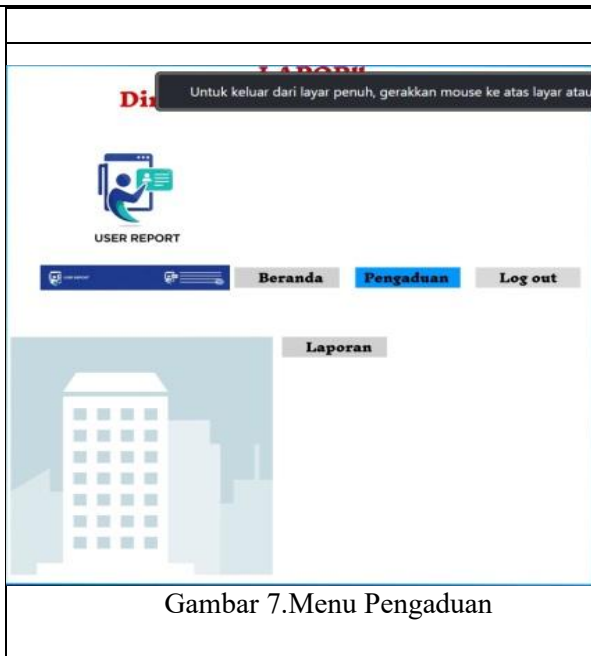 Untuk keluar dari layar penuh, gerakkan mouse ke atas layar atau
USER REPORT
Beranda Pengaduan Log out
Laporan
Gambar 7.Menu Pengaduan